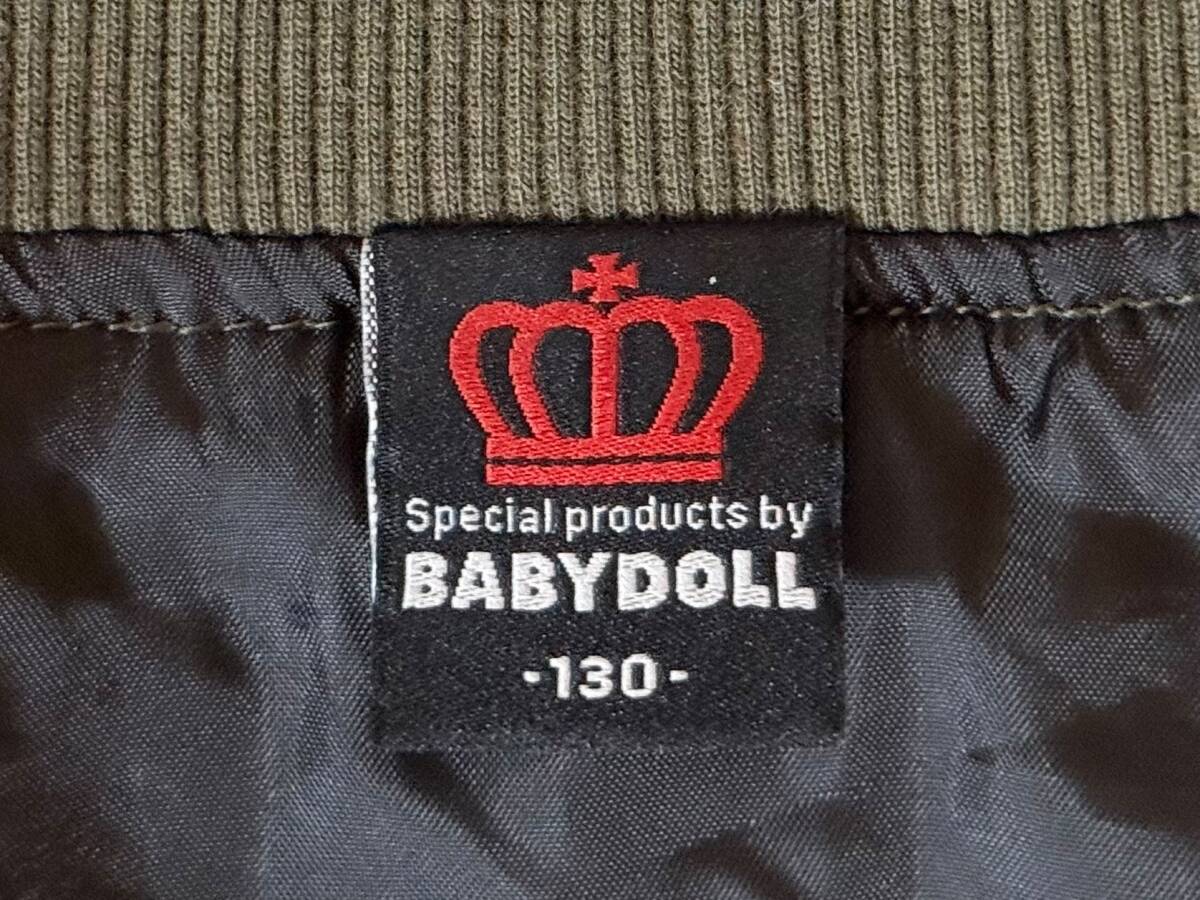 Special products by
BABYDOLL
-130-